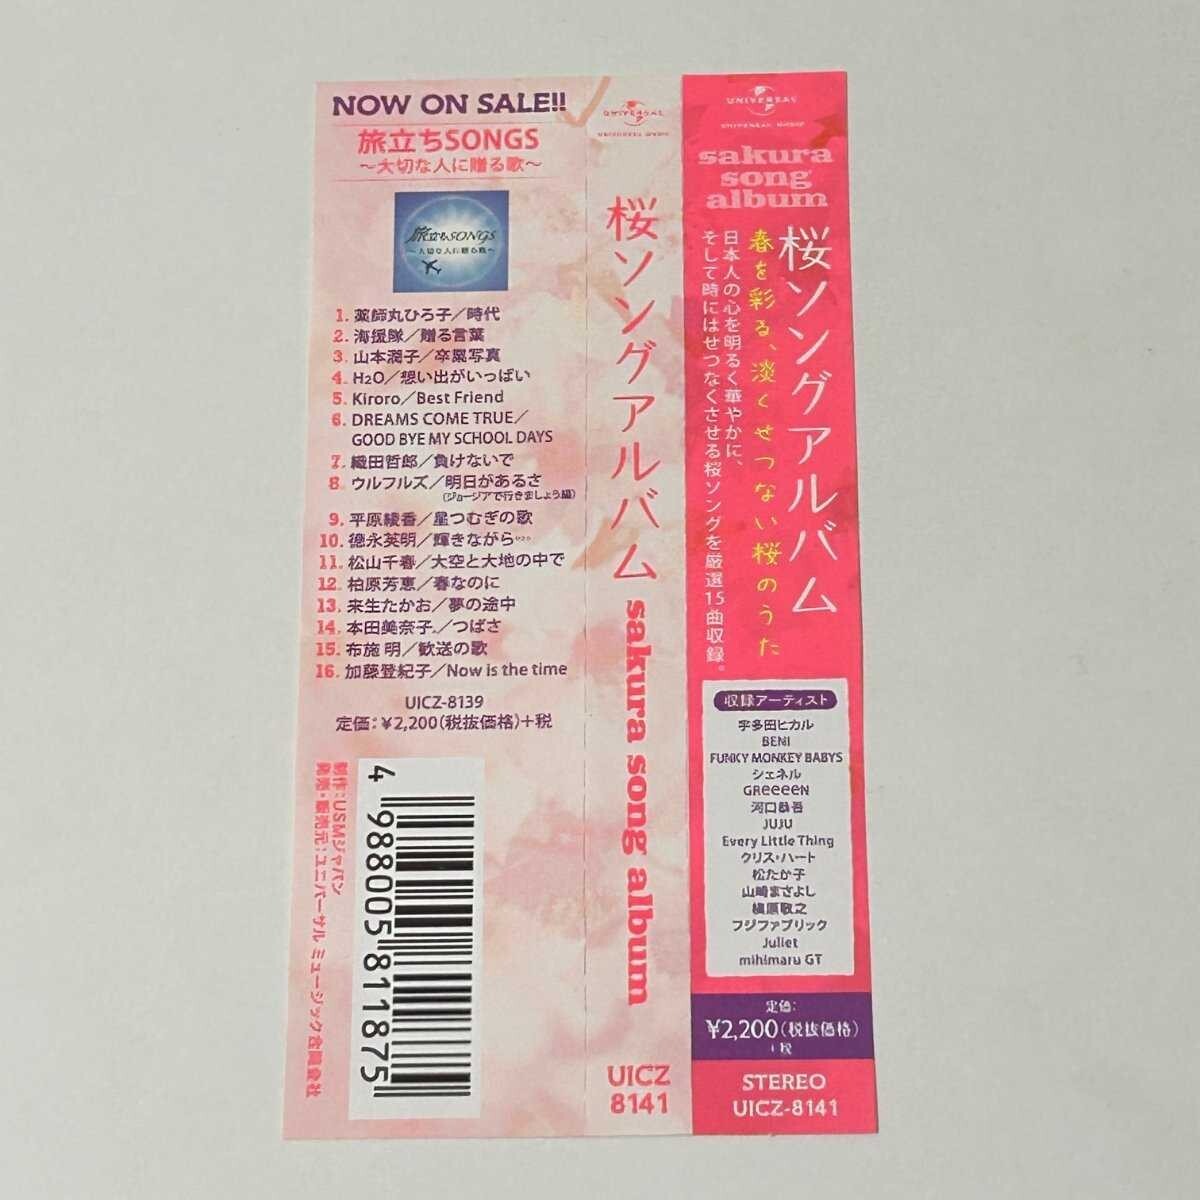 NOW ON SALE!!
旅立ちSONGS
～大切な人に贈る歌～
旅立ちSONGS
～大切な人に贈る歌～
1. 薬師丸ひろ子／時代
2. 海援隊／贈る言葉
3. 山本潤子／卒業写真
4. H2O／想い出がいっぱい
5. Kiroro／Best Friend
6. DREAMS COME TRUE／
GOOD BYE MY SCHOOL DAYS
7. 織田哲郎／負けないで
8. ウルフルズ／明日があるさ
(ジョージアで行きましょう編)
9. 平原綾香／星つむぎの歌
10. 徳永英明／輝きながら…
11. 松山千春／大空と大地の中で
12. 柏原芳恵／春なのに
13. 来生たかお／夢の途中
14. 本田美奈子.／つばさ
15. 布施 明／歓送の歌
16. 加藤登紀子／Now is the time
UICZ-8139
定価：¥2,200(税抜価格)+税
制作：USMジャパン
発売・販売元：ユニバーサル ミュージック合同会社
4 988005 811875
UNIVERSAL
UNIVERSAL MUSIC
桜ソングアルバム sakura song album
UICZ
8141
UNIVERSAL
UNIVERSAL MUSIC
sakura
song
album
桜ソングアルバム
春を彩る、淡くせつない桜のうた
日本人の心を明るく華やかに、
そして時にはせつなくさせる桜ソングを厳選15曲収録。
収録アーティスト
宇多田ヒカル
BENI
FUNKY MONKEY BABYS
シェネル
GReeeeN
河口恭吾
JUJU
Every Little Thing
クリス・ハート
松たか子
山崎まさよし
槇原敬之
フジファブリック
Juliet
mihimaru GT
定価:
¥2,200(税抜価格)
+税
STEREO
UICZ-8141